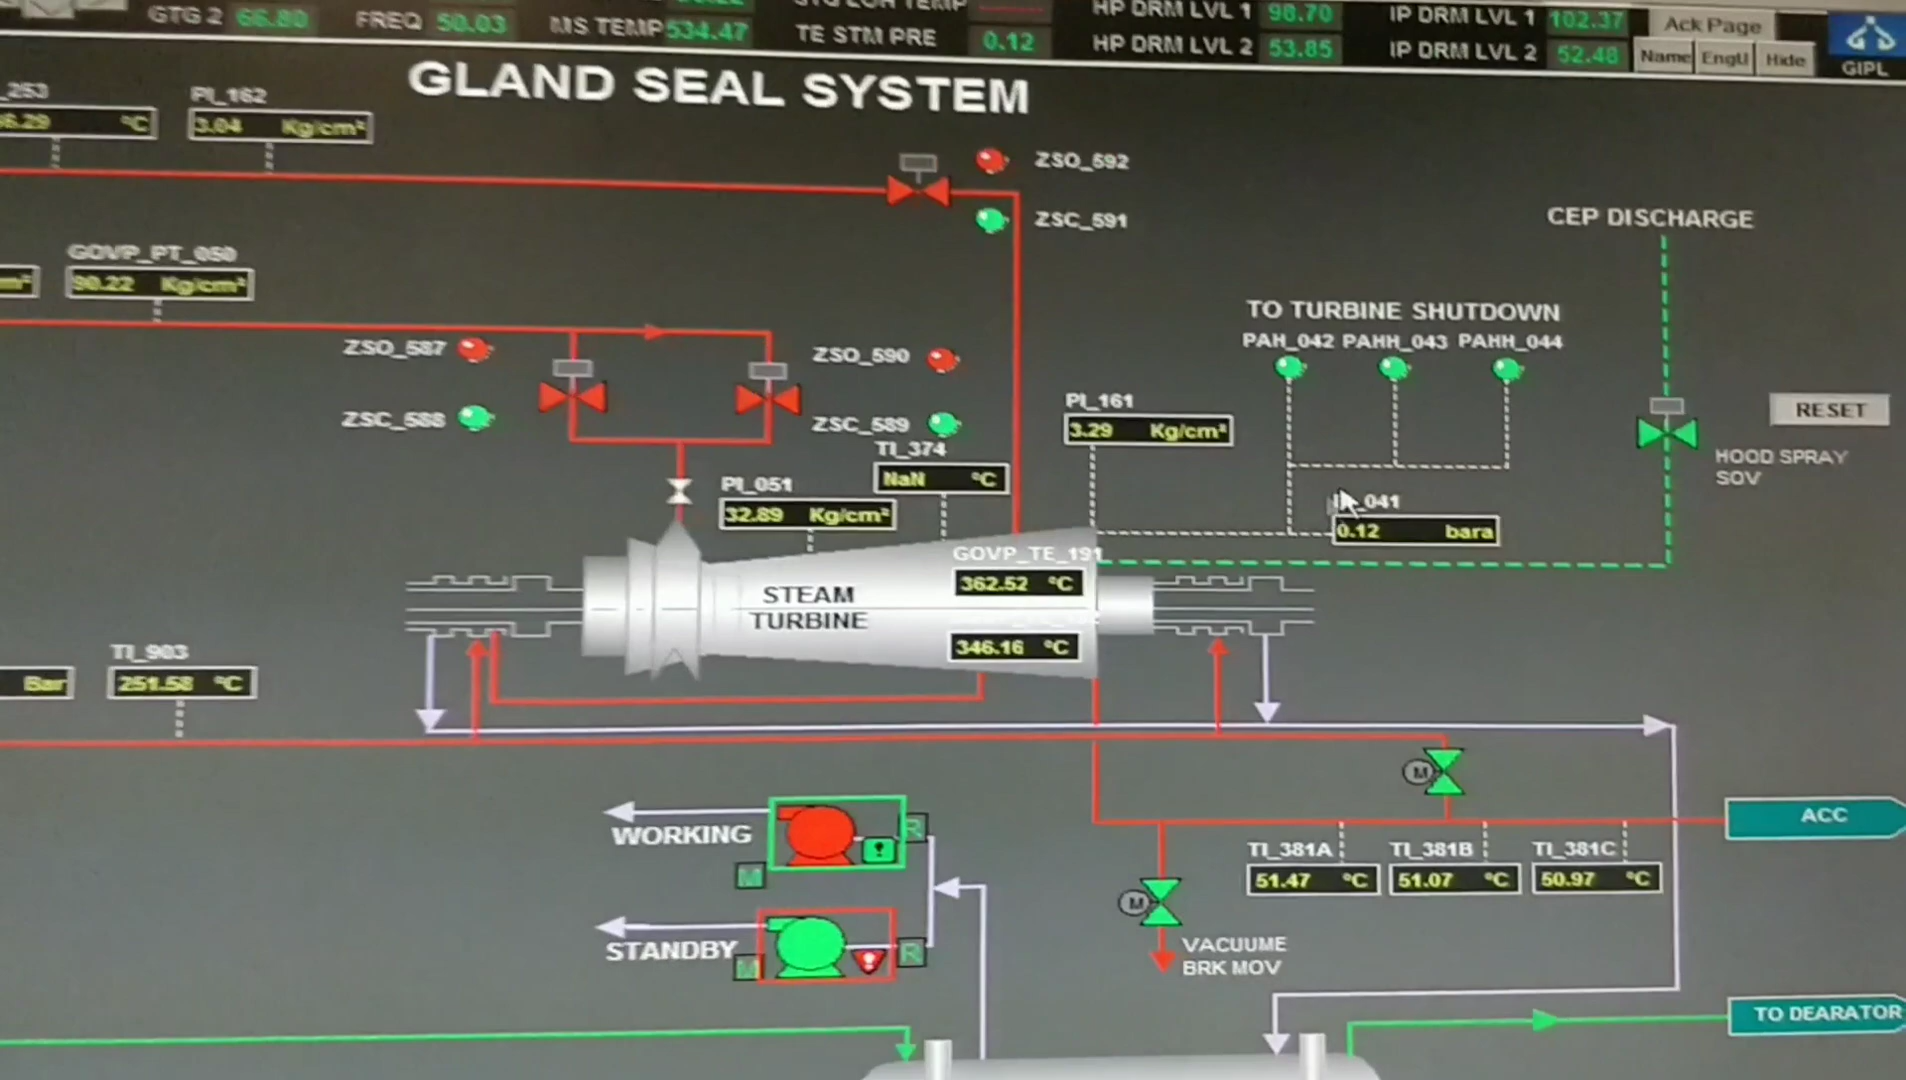 GTG 2 66.80 FREQ 50.03 MS TEMP 534.47 TE STM PRE 0.12
HP DRM LVL 1 98.70 IP DRM LVL 1 102.37 Ack Page
HP DRM LVL 2 53.85 IP DRM LVL 2 52.48 Name EngU Hide GIPL
GLAND SEAL SYSTEM
_253 PI_162
6.29 °C 3.04 Kg/cm²
ZSO_592
ZSC_591
CEP DISCHARGE
GOVP_PT_050
90.22 Kg/cm²
TO TURBINE SHUTDOWN
PAH_042 PAHH_043 PAHH_044
ZSO_587 ZSO_590
ZSC_588 ZSC_589
PI_161
3.29 Kg/cm²
RESET
HOOD SPRAY
SOV
TI_374
NaN °C
PI_051
32.89 Kg/cm²
_041
0.12 bara
GOVP_TE_191
362.52 °C
STEAM
TURBINE
346.16 °C
TI_903
Bar 251.58 °C
M
ACC
WORKING R
M
TI_381A TI_381B TI_381C
51.47 °C 51.07 °C 50.97 °C
M
STANDBY R
M
VACUUME
BRK MOV
TO DEARATOR